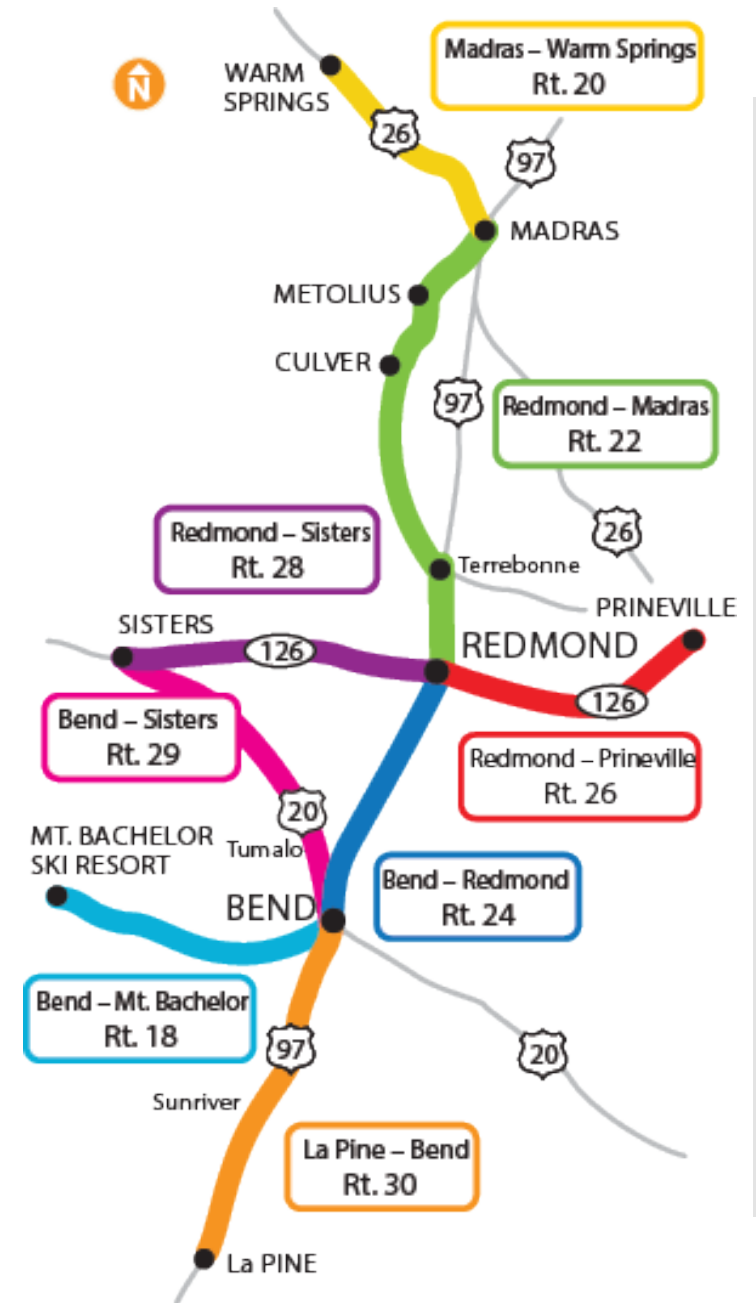 N
WARM
SPRINGS
Madras – Warm Springs
Rt. 20
26
97
MADRAS
METOLIUS
CULVER
97
Redmond – Madras
Rt. 22
Redmond – Sisters
Rt. 28
26
Terrebonne
PRINEVILLE
SISTERS
126
REDMOND
126
Bend – Sisters
Rt. 29
Redmond – Prineville
Rt. 26
20
MT. BACHELOR
SKI RESORT
Tumalo
Bend – Redmond
Rt. 24
BEND
Bend – Mt. Bachelor
Rt. 18
97
20
Sunriver
La Pine – Bend
Rt. 30
La PINE